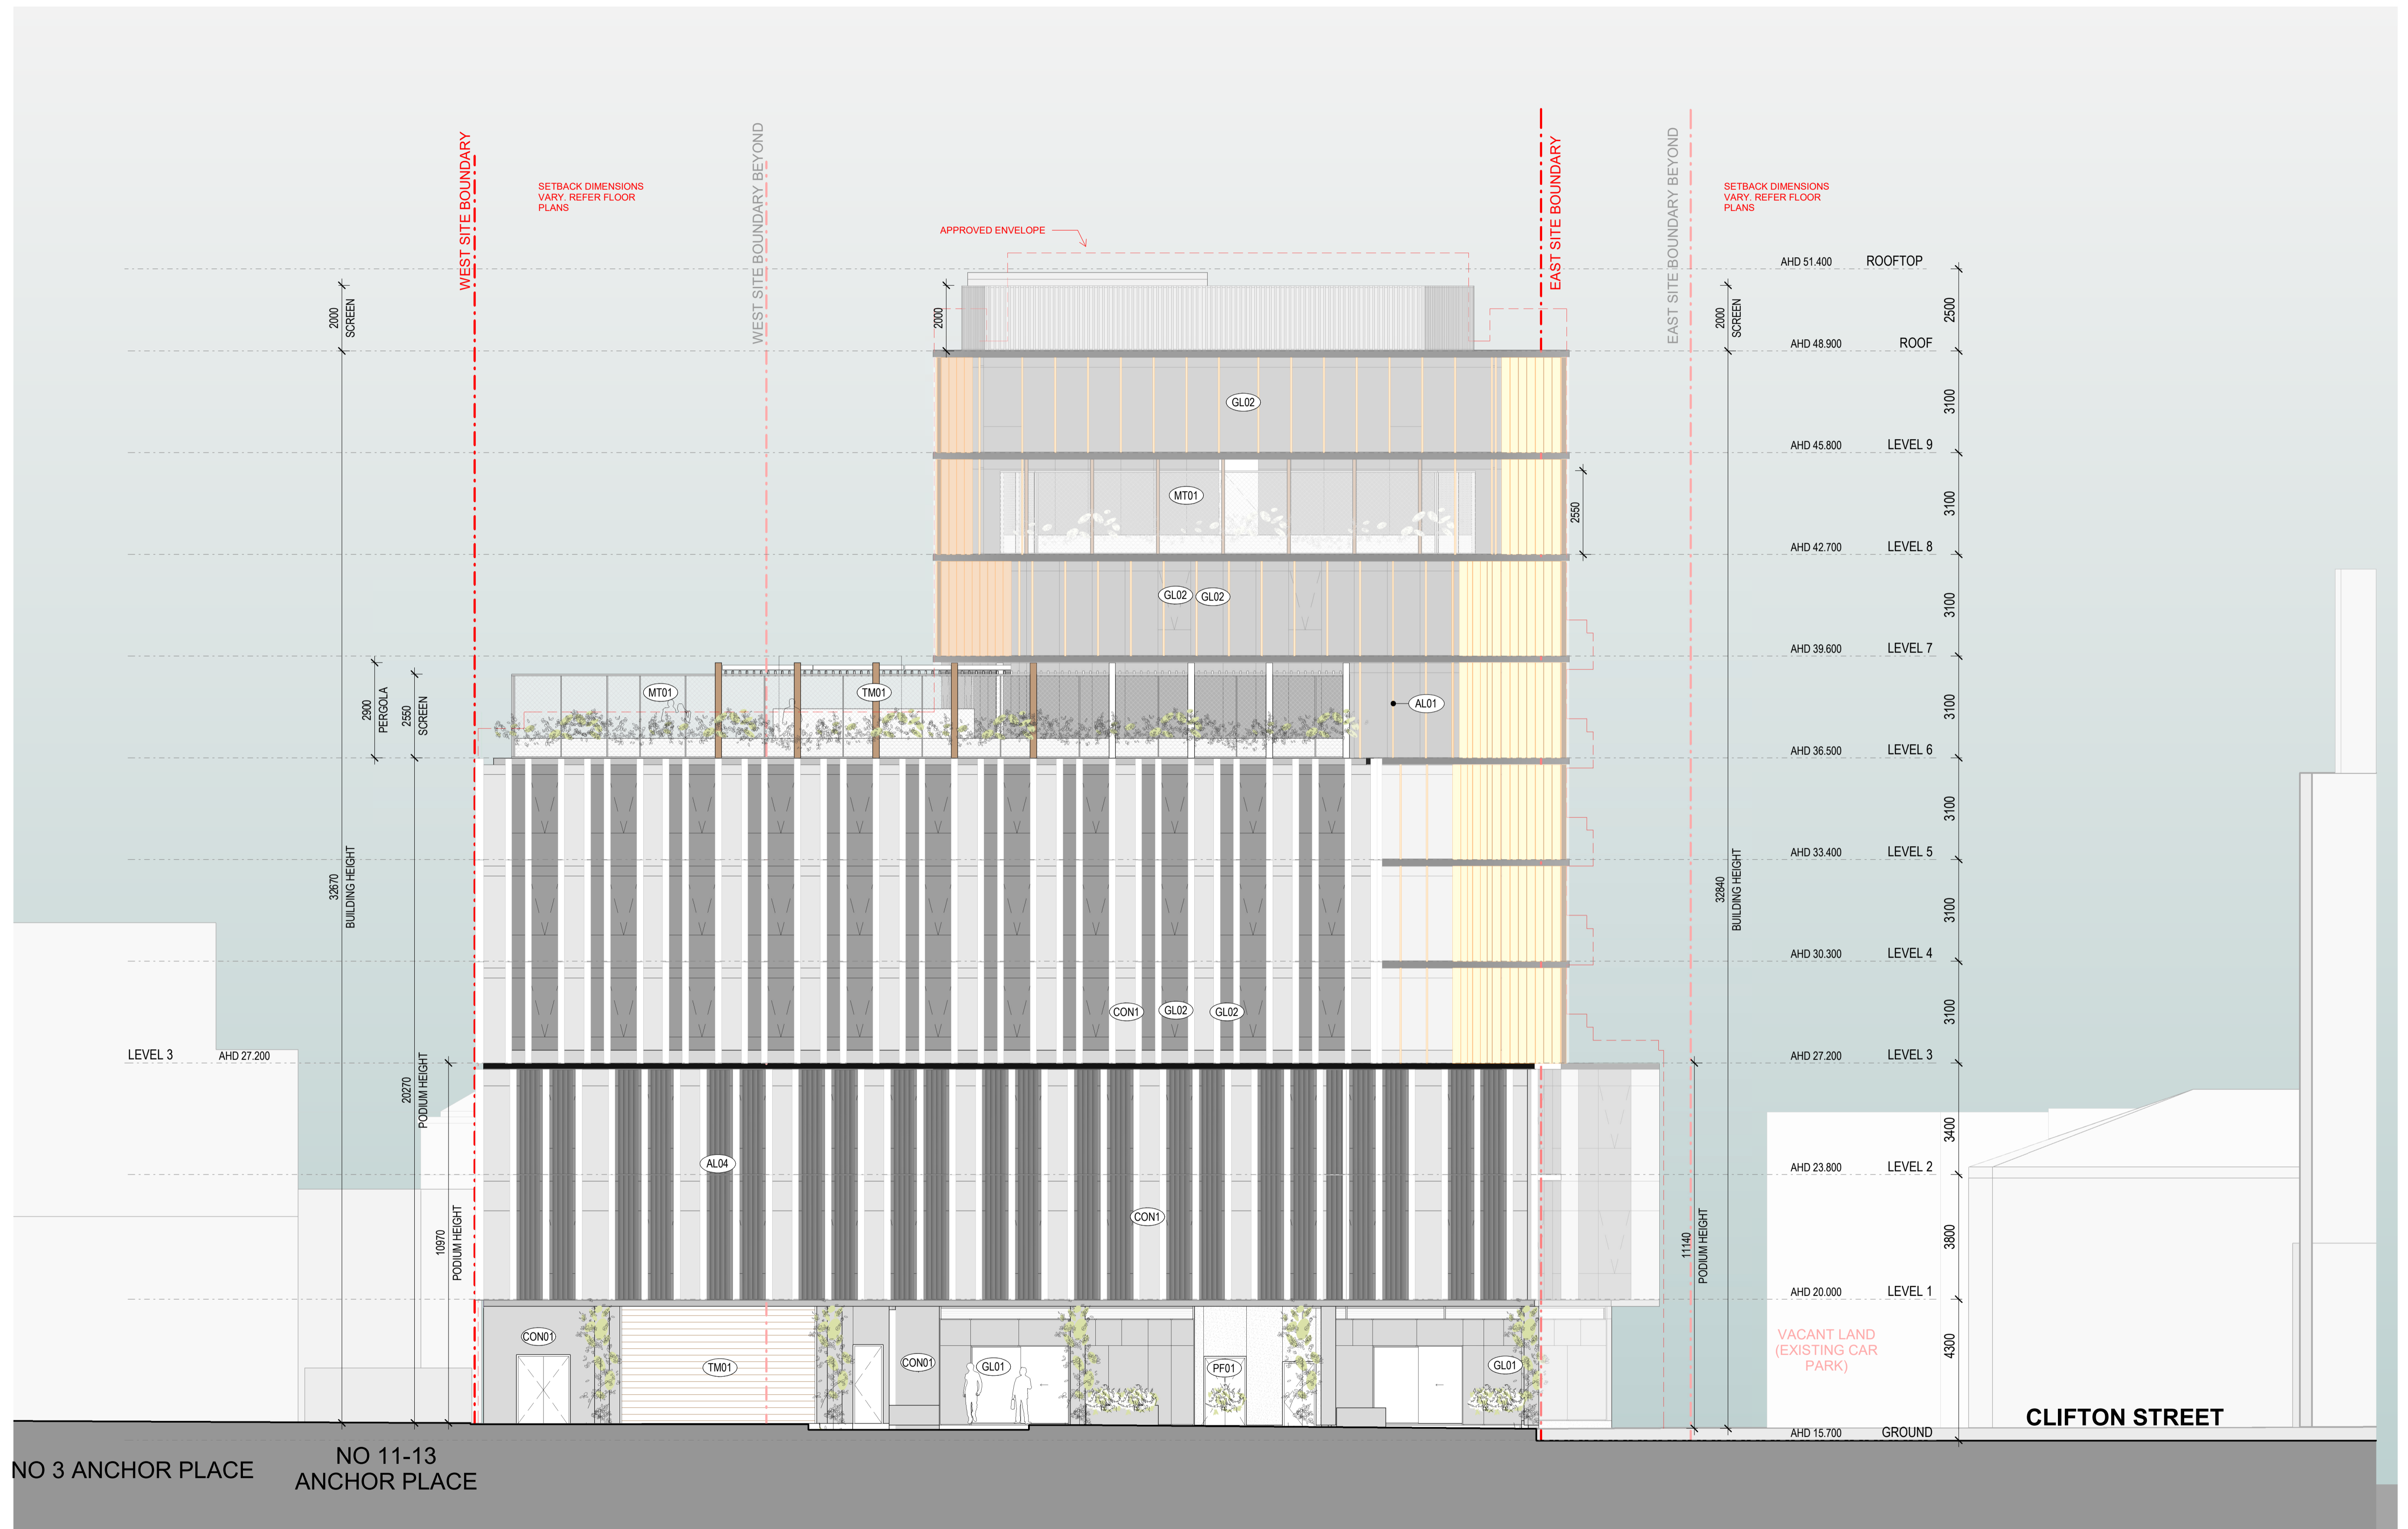 WEST SITE BOUNDARY
SETBACK DIMENSIONS
VARY. REFER FLOOR
PLANS
WEST SITE BOUNDARY BEYOND
APPROVED ENVELOPE
EAST SITE BOUNDARY
EAST SITE BOUNDARY BEYOND
SETBACK DIMENSIONS
VARY. REFER FLOOR
PLANS
AHD 51.400 ROOFTOP
2000
SCREEN
2000
2000
SCREEN
2500
AHD 48.900 ROOF
GL02
3100
AHD 45.800 LEVEL 9
MT01
2550
3100
AHD 42.700 LEVEL 8
GL02
GL02
3100
AHD 39.600 LEVEL 7
2900
PERGOLA
2550
SCREEN
MT01
TM01
AL01
3100
AHD 36.500 LEVEL 6
3100
AHD 33.400 LEVEL 5
32670
BUILDING HEIGHT
32840
BUILDING HEIGHT
3100
AHD 30.300 LEVEL 4
CON1
GL02
GL02
3100
LEVEL 3 AHD 27.200
AHD 27.200 LEVEL 3
20270
PODIUM HEIGHT
3400
AL04
AHD 23.800 LEVEL 2
CON1
10970
PODIUM HEIGHT
11140
PODIUM HEIGHT
3800
AHD 20.000 LEVEL 1
CON01
TM01
CON01
GL01
PF01
GL01
VACANT LAND
(EXISTING CAR
PARK)
4300
CLIFTON STREET
AHD 15.700 GROUND
NO 3 ANCHOR PLACE
NO 11-13
ANCHOR PLACE